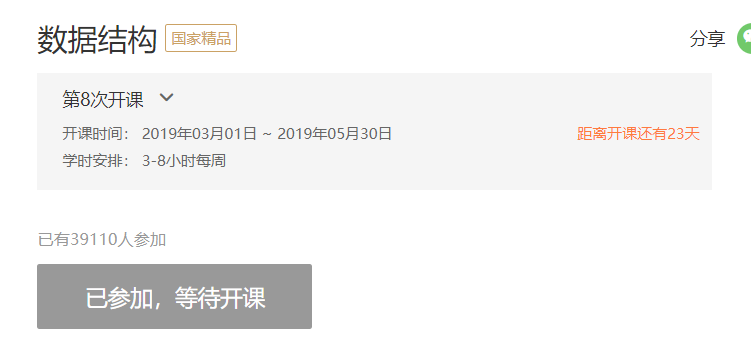 数据结构 国家精品 分享
第8次开课
开课时间： 2019年03月01日 ~ 2019年05月30日 距离开课还有23天
学时安排： 3-8小时每周
已有39110人参加
已参加，等待开课